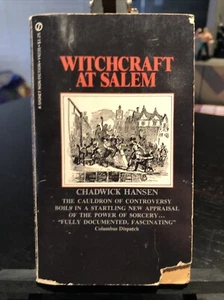 WITCHCRAFT
AT SALEM
CHADWICK HANSEN
THE CAULDRON OF CONTROVERSY
BOILS IN A STARTLING NEW APPRAISAL
OF THE POWER OF SORCERY...
"FULLY DOCUMENTED, FASCINATING"
Columbus Dispatch